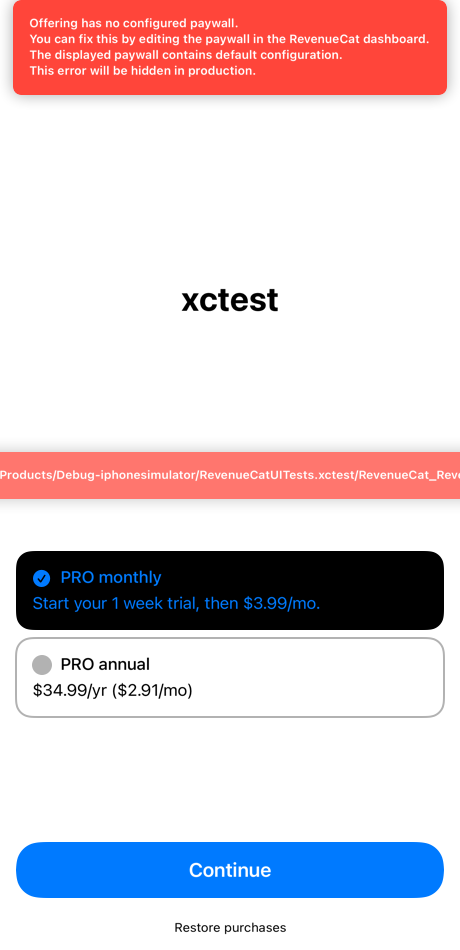 Offering has no configured paywall.
You can fix this by editing the paywall in the RevenueCat dashboard.
The displayed paywall contains default configuration.
This error will be hidden in production.
xctest
Products/Debug-iphonesimulator/RevenueCatUITests.xctest/RevenueCat_Reve
PRO monthly
Start your 1 week trial, then $3.99/mo.
PRO annual
$34.99/yr ($2.91/mo)
Continue
Restore purchases